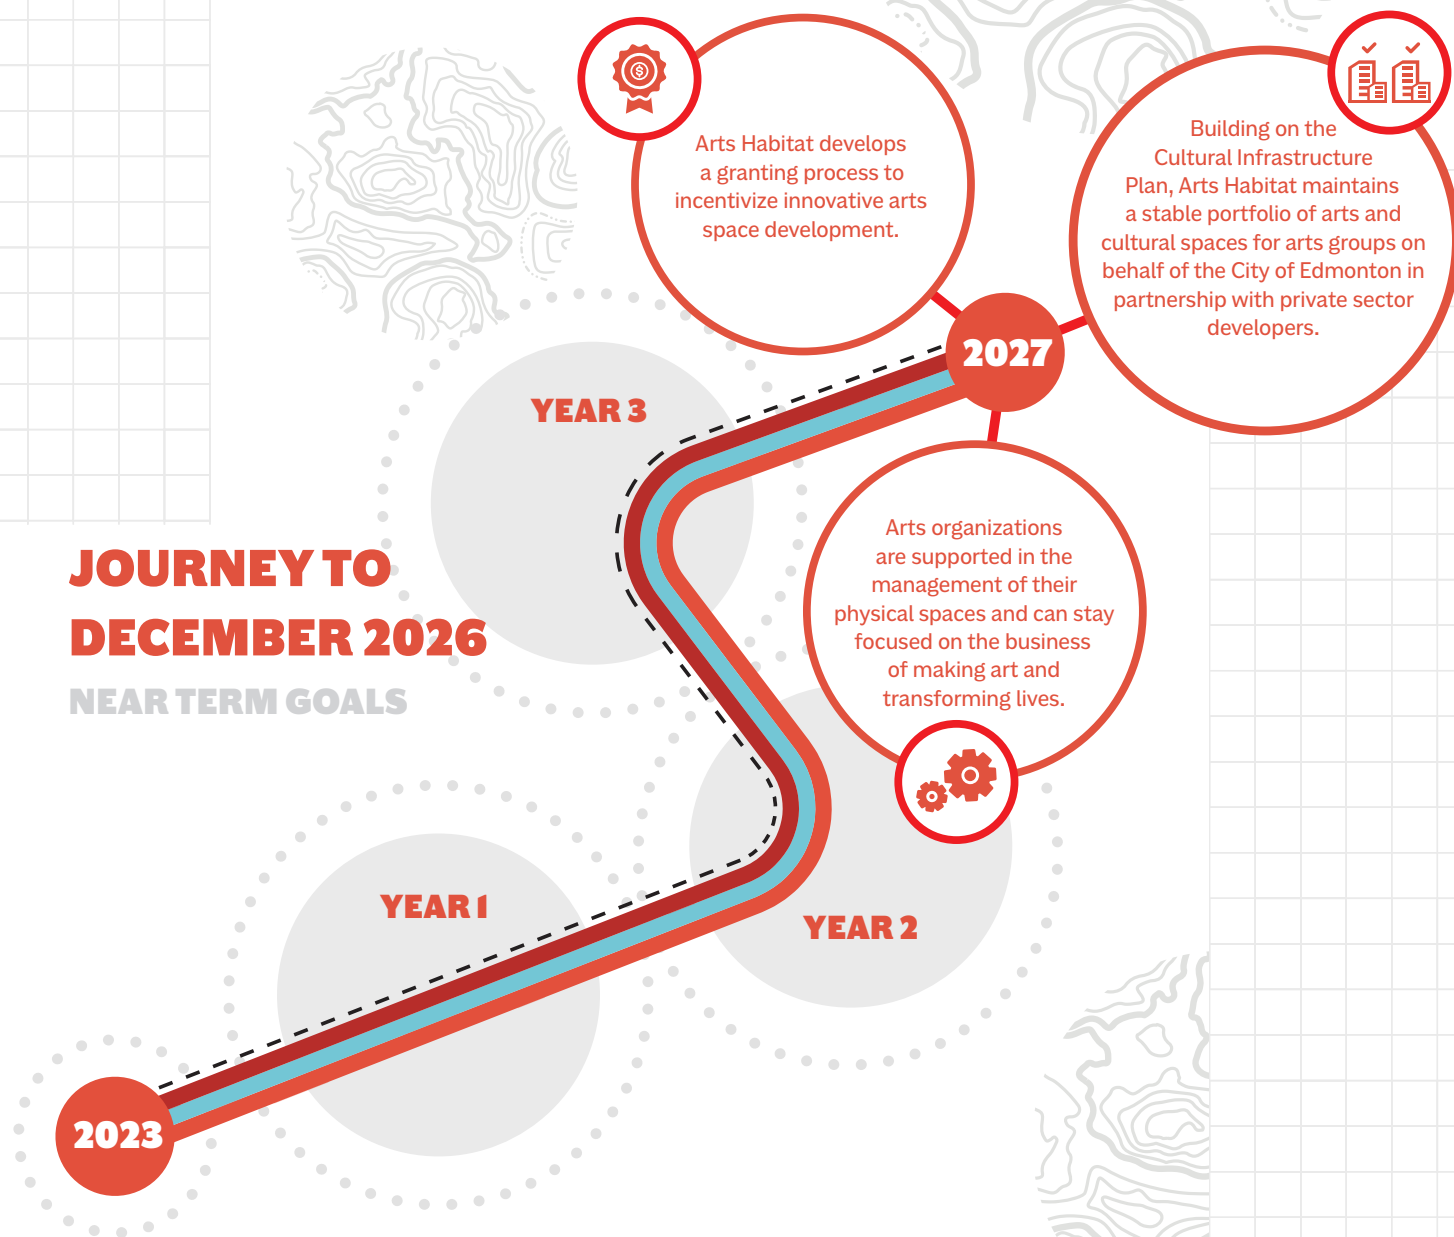 Arts Habitat develops
a granting process to
incentivize innovative arts
space development.
Building on the
Cultural Infrastructure
Plan, Arts Habitat maintains
a stable portfolio of arts and
cultural spaces for arts groups on
behalf of the City of Edmonton in
partnership with private sector
developers.
2027
YEAR 3
Arts organizations
are supported in the
management of their
physical spaces and can stay
focused on the business
of making art and
transforming lives.
JOURNEY TO
DECEMBER 2026
NEAR TERM GOALS
YEAR 1
YEAR 2
2023